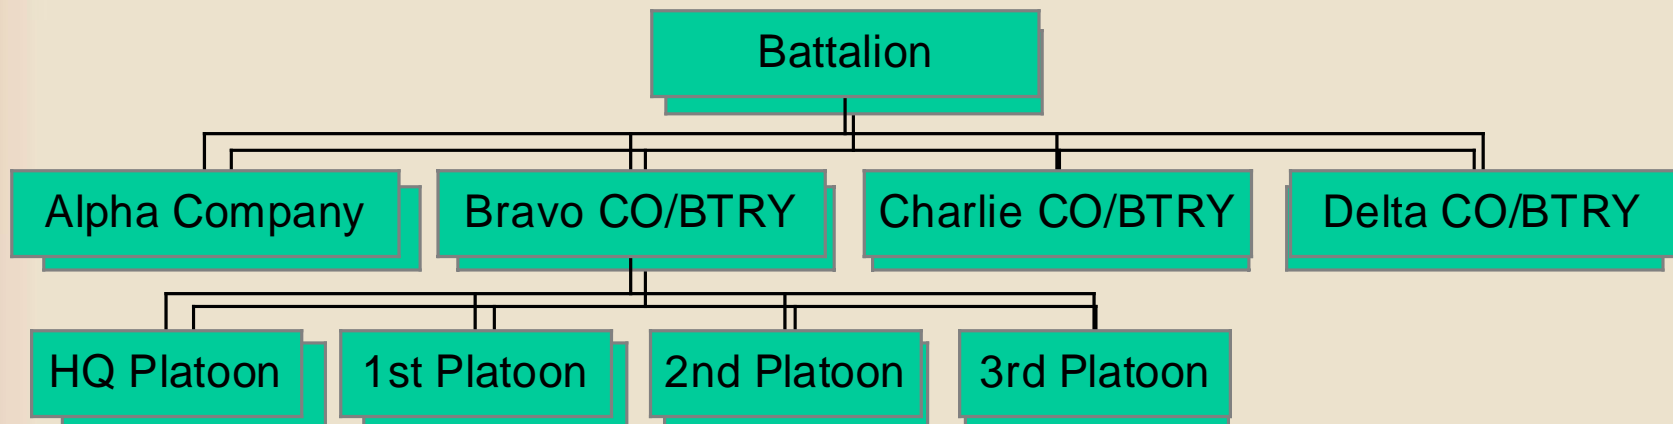 Battalion
Alpha Company
Bravo CO/BTRY
Charlie CO/BTRY
Delta CO/BTRY
HQ Platoon
1st Platoon
2nd Platoon
3rd Platoon